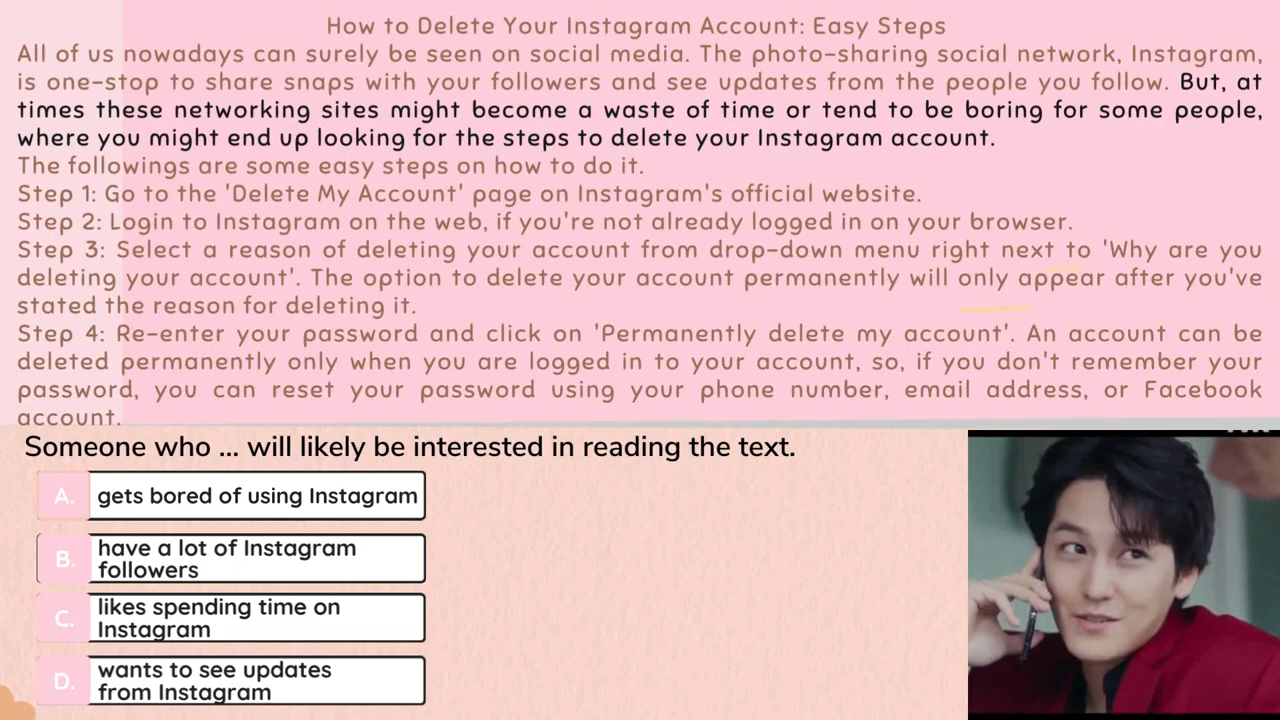 How to Delete Your Instagram Account: Easy Steps
All of us nowadays can surely be seen on social media. The photo-sharing social network, Instagram,
is one-stop to share snaps with your followers and see updates from the people you follow. But, at
times these networking sites might become a waste of time or tend to be boring for some people,
where you might end up looking for the steps to delete your Instagram account.
The followings are some easy steps on how to do it.
Step 1: Go to the 'Delete My Account' page on Instagram's official website.
Step 2: Login to Instagram on the web, if you're not already logged in on your browser.
Step 3: Select a reason of deleting your account from drop-down menu right next to 'Why are you
deleting your account'. The option to delete your account permanently will only appear after you've
stated the reason for deleting it.
Step 4: Re-enter your password and click on 'Permanently delete my account'. An account can be
deleted permanently only when you are logged in to your account, so, if you don't remember your
password, you can reset your password using your phone number, email address, or Facebook
account.
Someone who ... will likely be interested in reading the text.
A. gets bored of using Instagram
B. have a lot of Instagram
followers
C. likes spending time on
Instagram
D. wants to see updates
from Instagram